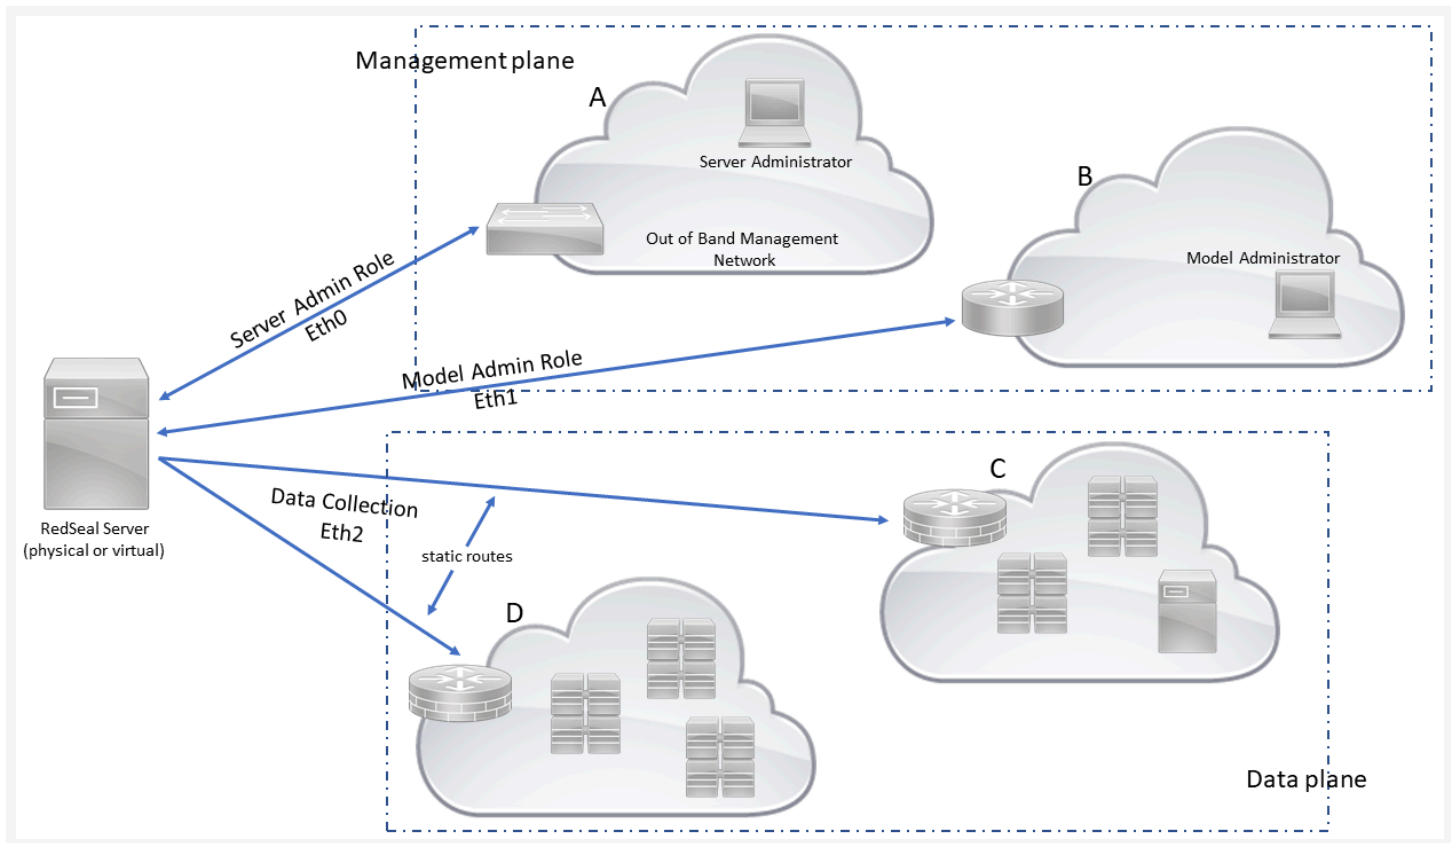 Management plane
A
Server Administrator
Out of Band Management
Network
B
Model Administrator
Server Admin Role
Eth0
Model Admin Role
Eth1
RedSeal Server
(physical or virtual)
Data Collection
Eth2
static routes
C
D
Data plane